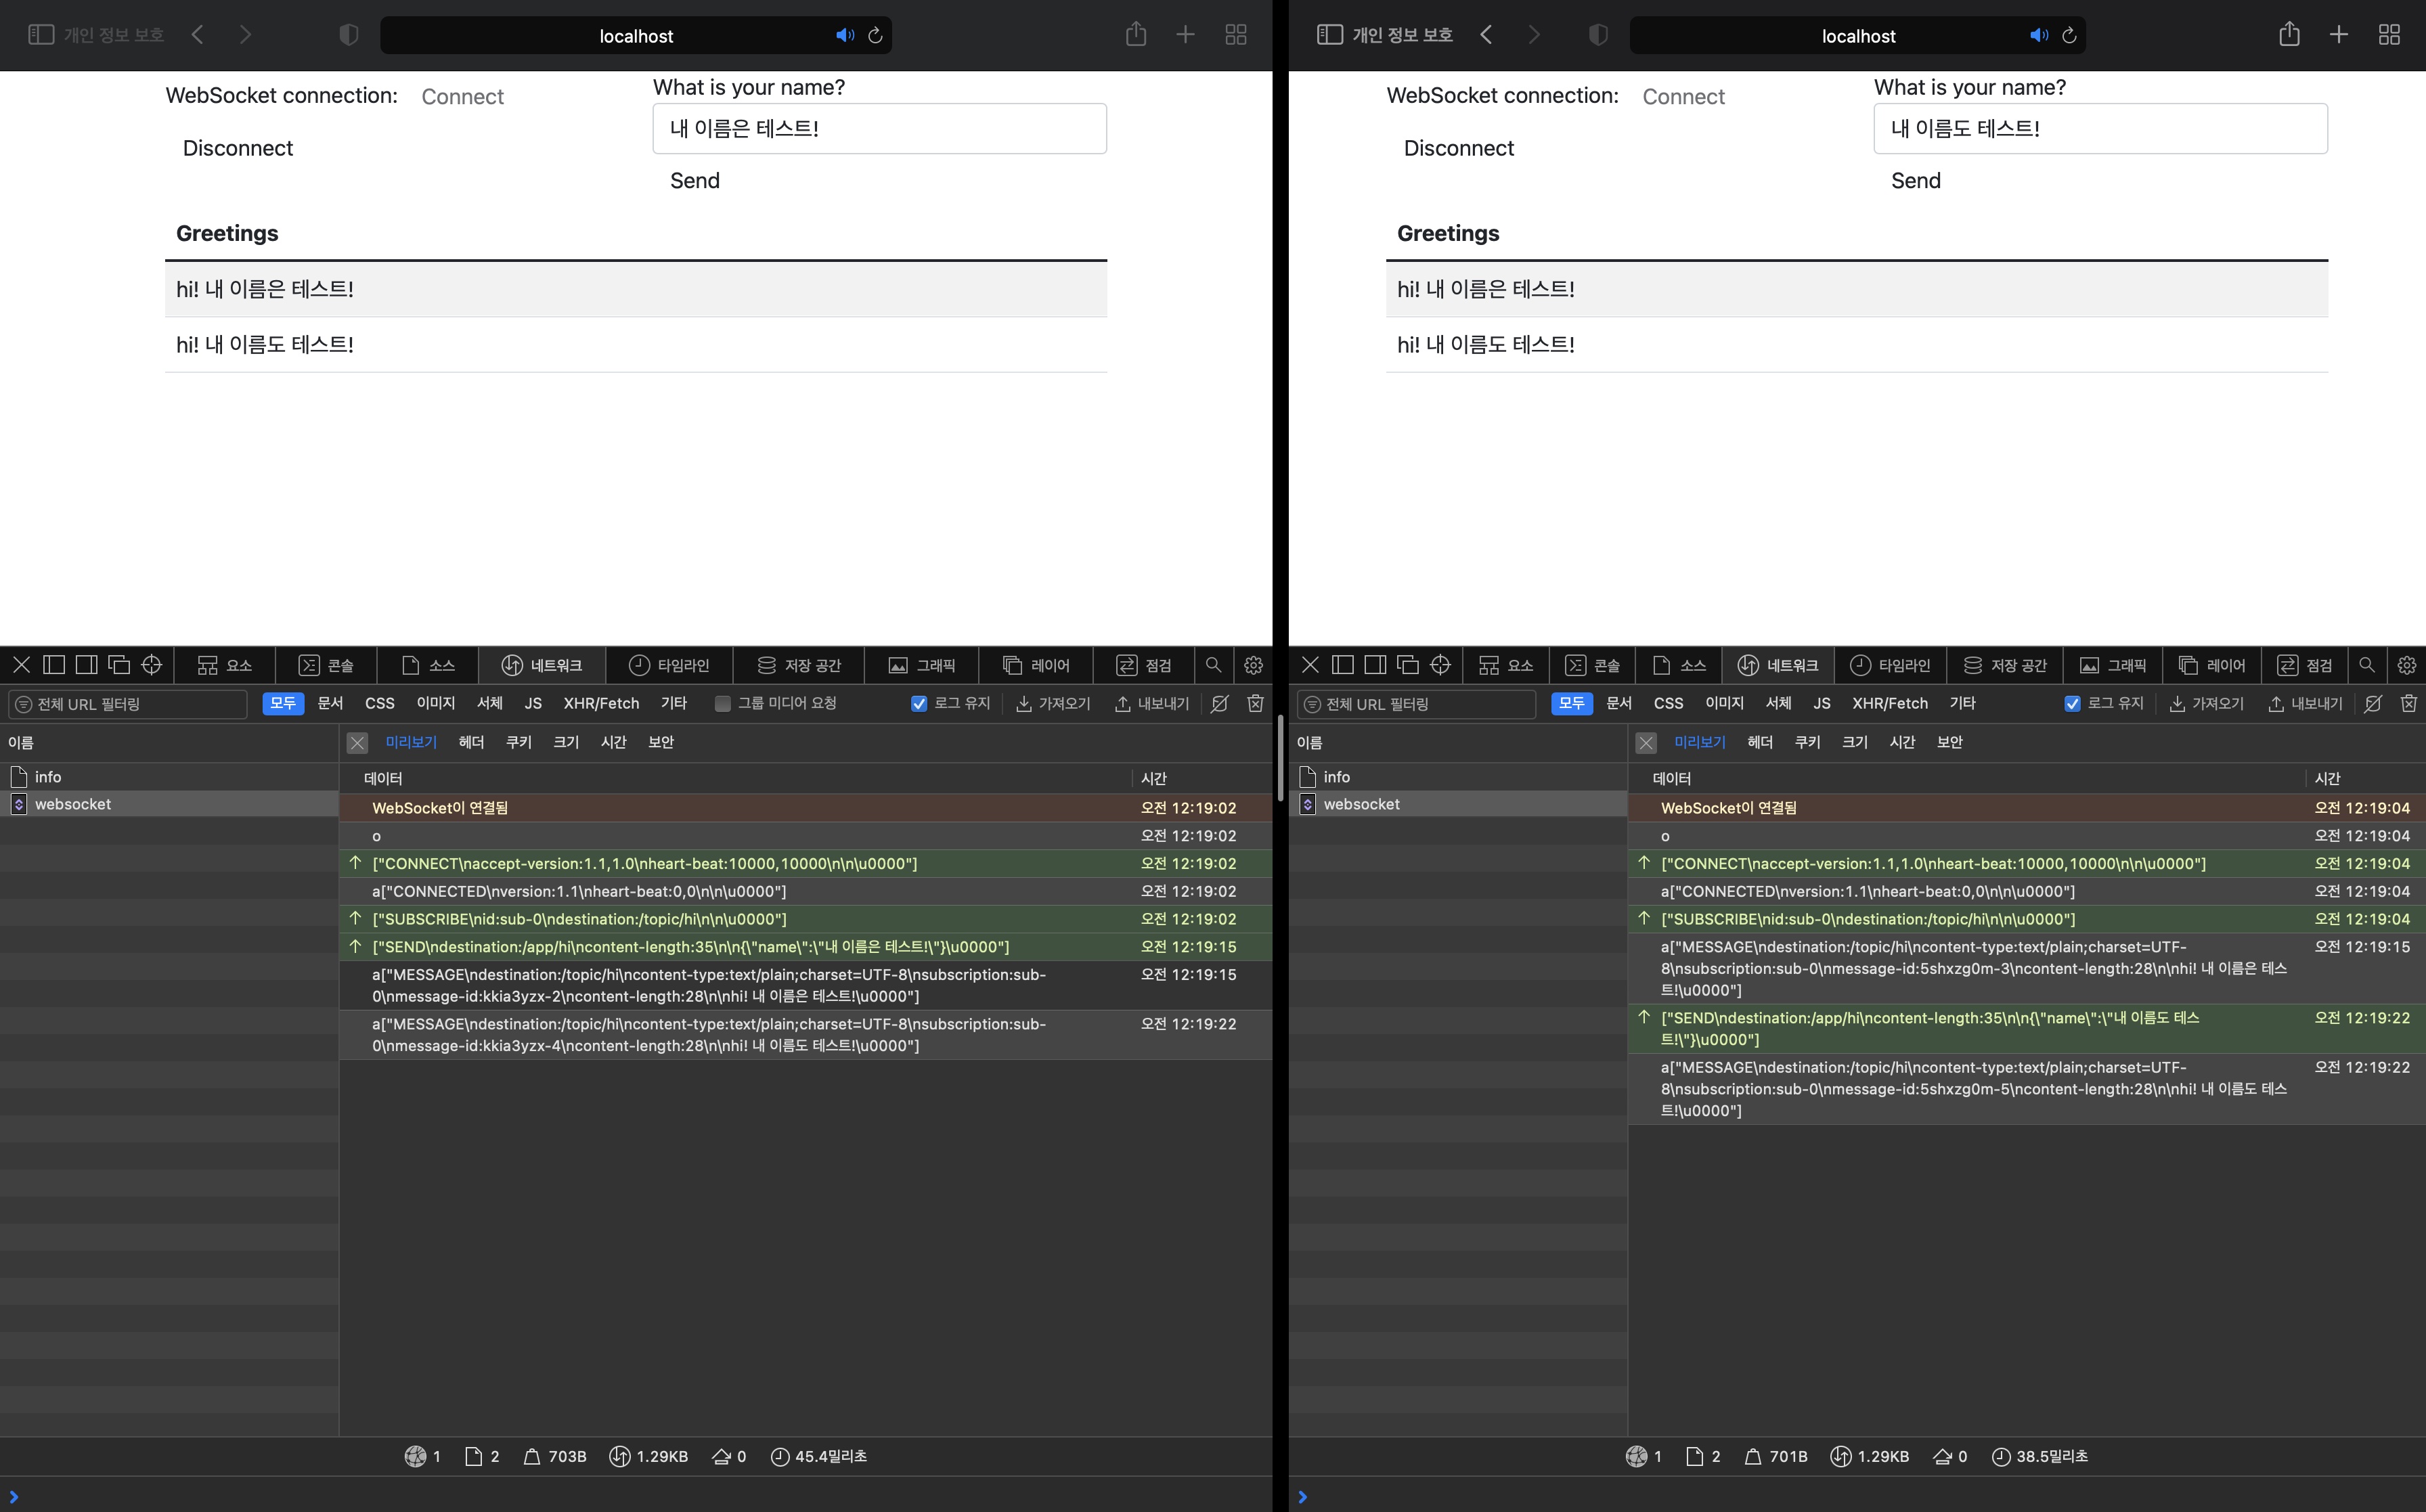 개인 정보 보호
localhost
WebSocket connection: Connect
Disconnect
What is your name?
내 이름은 테스트!
Send
Greetings
hi! 내 이름은 테스트!
hi! 내 이름도 테스트!
요소 콘솔 소스 네트워크 타임라인 저장 공간 그래픽 레이어 점검
전체 URL 필터링 모두 문서 CSS 이미지 서체 JS XHR/Fetch 기타 그룹 미디어 요청 로그 유지 가져오기 내보내기
이름 미리보기 헤더 쿠키 크기 시간 보안
info
websocket
데이터 시간
WebSocket이 연결됨 오전 12:19:02
o 오전 12:19:02
["CONNECT\naccept-version:1.1,1.0\nheart-beat:10000,10000\n\n\u0000"] 오전 12:19:02
a["CONNECTED\nversion:1.1\nheart-beat:0,0\n\n\u0000"] 오전 12:19:02
["SUBSCRIBE\nid:sub-0\ndestination:/topic/hi\n\n\u0000"] 오전 12:19:02
["SEND\ndestination:/app/hi\ncontent-length:35\n\n{\"name\":\"내 이름은 테스트!\"}\u0000"] 오전 12:19:15
a["MESSAGE\ndestination:/topic/hi\ncontent-type:text/plain;charset=UTF-8\nsubscription:sub- 오전 12:19:15
0\nmessage-id:kkia3yzx-2\ncontent-length:28\n\nhi! 내 이름은 테스트!\u0000"]
a["MESSAGE\ndestination:/topic/hi\ncontent-type:text/plain;charset=UTF-8\nsubscription:sub- 오전 12:19:22
0\nmessage-id:kkia3yzx-4\ncontent-length:28\n\nhi! 내 이름도 테스트!\u0000"]
1 2 703B 1.29KB 0 45.4밀리초
개인 정보 보호
localhost
WebSocket connection: Connect
Disconnect
What is your name?
내 이름도 테스트!
Send
Greetings
hi! 내 이름은 테스트!
hi! 내 이름도 테스트!
요소 콘솔 소스 네트워크 타임라인 저장 공간 그래픽 레이어 점검
전체 URL 필터링 모두 문서 CSS 이미지 서체 JS XHR/Fetch 기타 로그 유지 가져오기 내보내기
이름 미리보기 헤더 쿠키 크기 시간 보안
info
websocket
데이터 시간
WebSocket이 연결됨 오전 12:19:04
o 오전 12:19:04
["CONNECT\naccept-version:1.1,1.0\nheart-beat:10000,10000\n\n\u0000"] 오전 12:19:04
a["CONNECTED\nversion:1.1\nheart-beat:0,0\n\n\u0000"] 오전 12:19:04
["SUBSCRIBE\nid:sub-0\ndestination:/topic/hi\n\n\u0000"] 오전 12:19:04
a["MESSAGE\ndestination:/topic/hi\ncontent-type:text/plain;charset=UTF- 오전 12:19:15
8\nsubscription:sub-0\nmessage-id:5shxzg0m-3\ncontent-length:28\n\nhi! 내 이름은 테스
트!\u0000"]
["SEND\ndestination:/app/hi\ncontent-length:35\n\n{\"name\":\"내 이름도 테스 오전 12:19:22
트!\"}\u0000"]
a["MESSAGE\ndestination:/topic/hi\ncontent-type:text/plain;charset=UTF- 오전 12:19:22
8\nsubscription:sub-0\nmessage-id:5shxzg0m-5\ncontent-length:28\n\nhi! 내 이름도 테스
트!\u0000"]
1 2 701B 1.29KB 0 38.5밀리초